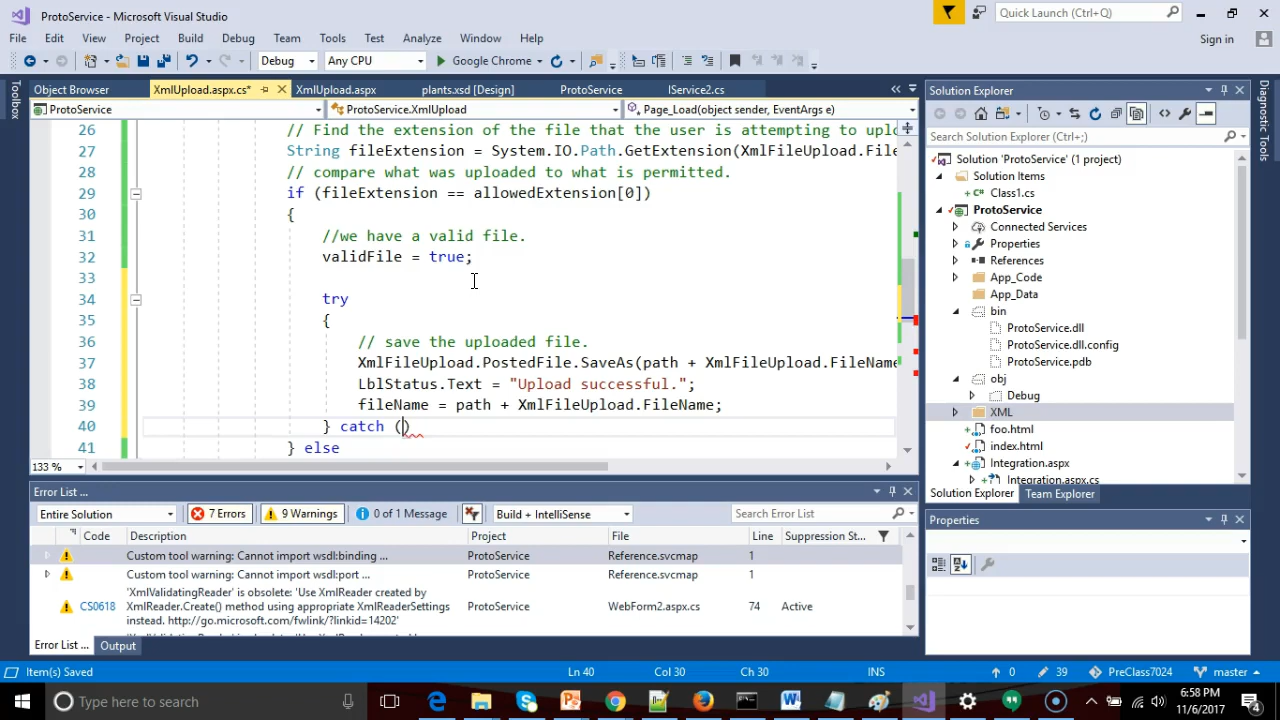 ProtoService - Microsoft Visual Studio
Quick Launch (Ctrl+Q)
File Edit View Project Build Debug Team Tools Test Analyze Window Help
Sign in
Debug Any CPU Google Chrome
Toolbox
Object Browser XmlUpload.aspx.cs* XmlUpload.aspx plants.xsd [Design] ProtoService IService2.cs
ProtoService ProtoService.XmlUpload Page_Load(object sender, EventArgs e)
26 // Find the extension of the file that the user is attempting to uplo
27 String fileExtension = System.IO.Path.GetExtension(XmlFileUpload.File
28 // compare what was uploaded to what is permitted.
29 if (fileExtension == allowedExtension[0])
30 {
31 //we have a valid file.
32 validFile = true;
33
34 try
35 {
36 // save the uploaded file.
37 XmlFileUpload.PostedFile.SaveAs(path + XmlFileUpload.FileName
38 LblStatus.Text = "Upload successful.";
39 fileName = path + XmlFileUpload.FileName;
40 } catch ()
41 } else
133 %
Error List ...
Entire Solution 7 Errors 9 Warnings 0 of 1 Message Build + IntelliSense Search Error List
Code Description Project File Line Suppression St...
Custom tool warning: Cannot import wsdl:binding ... ProtoService Reference.svcmap 1
Custom tool warning: Cannot import wsdl:port ... ProtoService Reference.svcmap 1
'XmlValidatingReader' is obsolete: 'Use XmlReader created by
CS0618 XmlReader.Create() method using appropriate XmlReaderSettings ProtoService WebForm2.aspx.cs 74 Active
instead. http://go.microsoft.com/fwlink/?linkid=14202'
Error List ... Output
Solution Explorer
Search Solution Explorer (Ctrl+;)
Solution 'ProtoService' (1 project)
Solution Items
Class1.cs
ProtoService
Connected Services
Properties
References
App_Code
App_Data
bin
ProtoService.dll
ProtoService.dll.config
ProtoService.pdb
obj
Debug
XML
foo.html
index.html
Integration.aspx
Integration.aspx.cs
Solution Explorer Team Explorer
Properties
Diagnostic Tools
Item(s) Saved Ln 40 Col 30 Ch 30 INS 0 39 PreClass7024 master
Type here to search
6:58 PM
11/6/2017
4